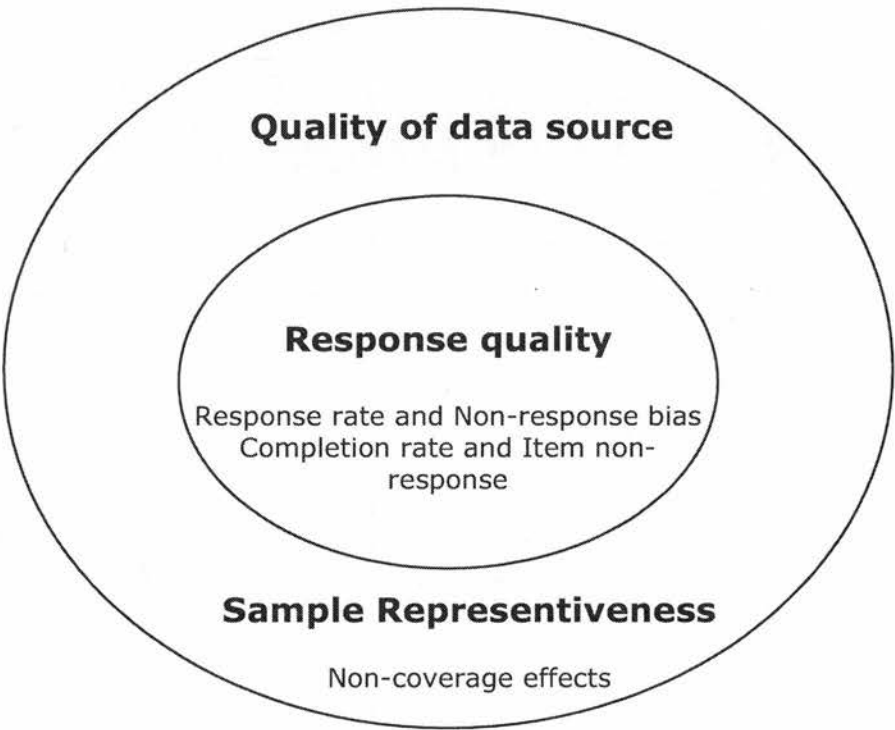 Quality of data source
Response quality
Response rate and Non-response bias
Completion rate and Item non-
response
Sample Representiveness
Non-coverage effects